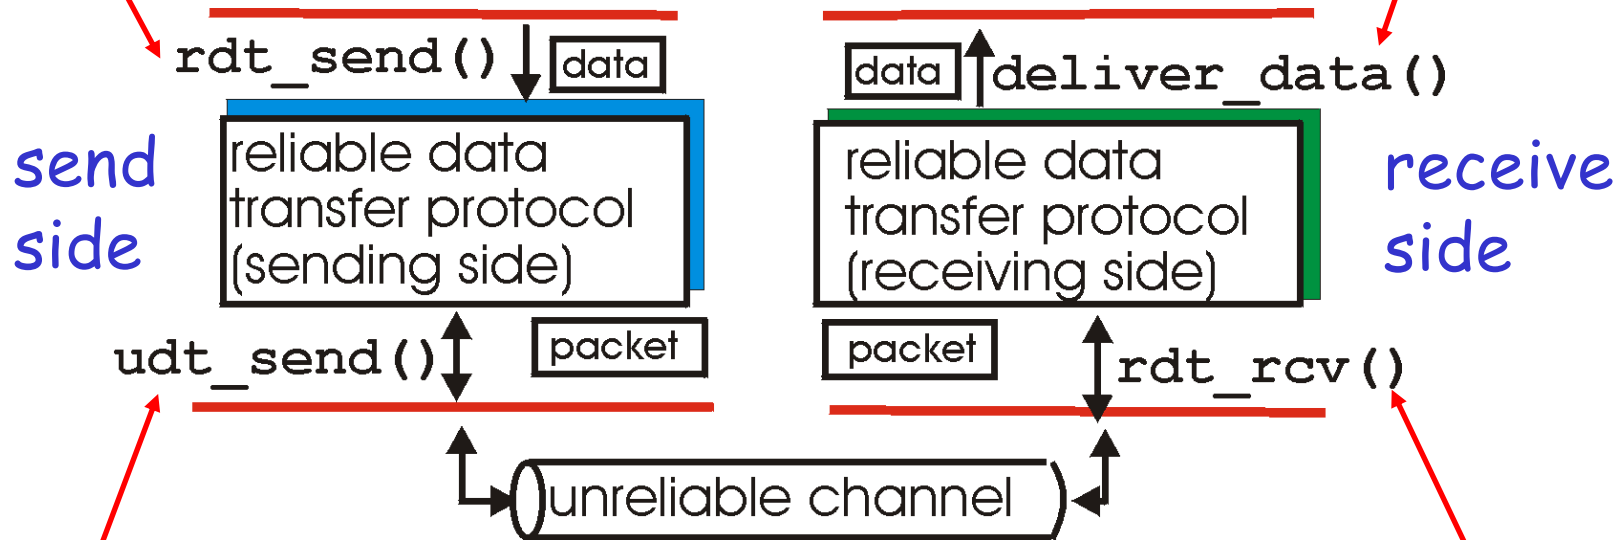 rdt_send()
data
data
deliver_data()
send
side
reliable data
transfer protocol
(sending side)
reliable data
transfer protocol
(receiving side)
receive
side
udt_send()
packet
packet
rdt_rcv()
unreliable channel